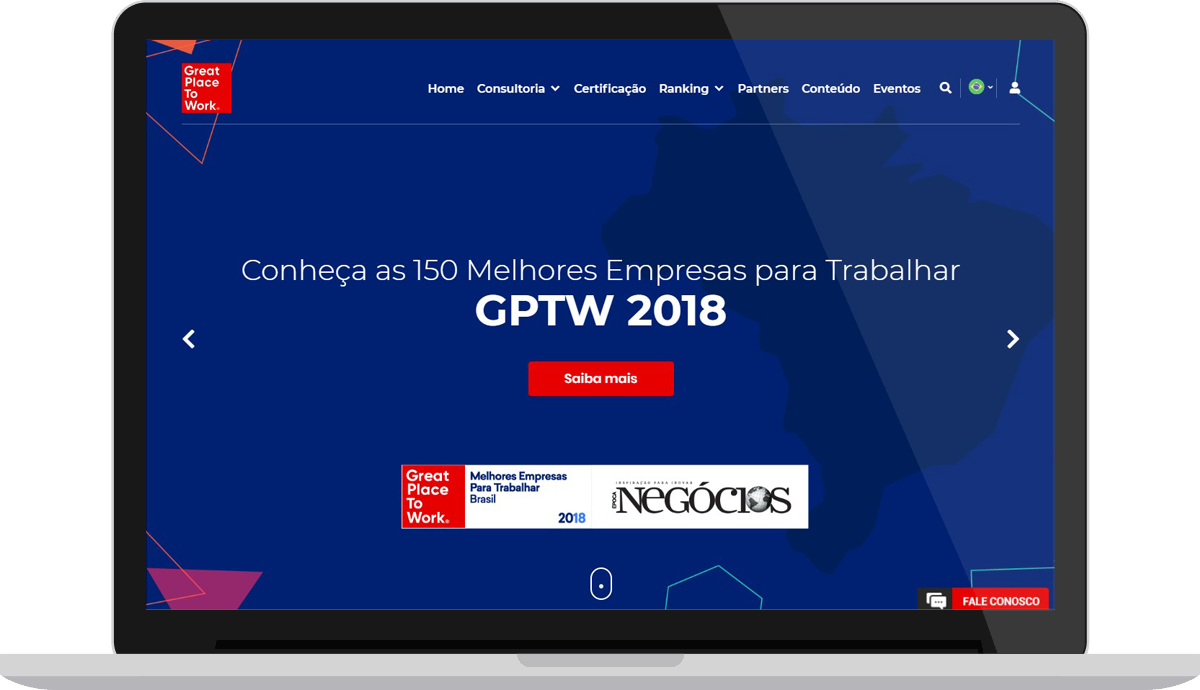 Great
Place
To
Work.
Home Consultoria Certificação Ranking Partners Conteúdo Eventos
Conheça as 150 Melhores Empresas para Trabalhar
GPTW 2018
Saiba mais
Great
Place
To
Work.
Melhores Empresas
Para Trabalhar
Brasil
2018
INSPIRAÇÃO PARA INOVAR
ÉPOCA
NEGÓCIOS
FALE CONOSCO